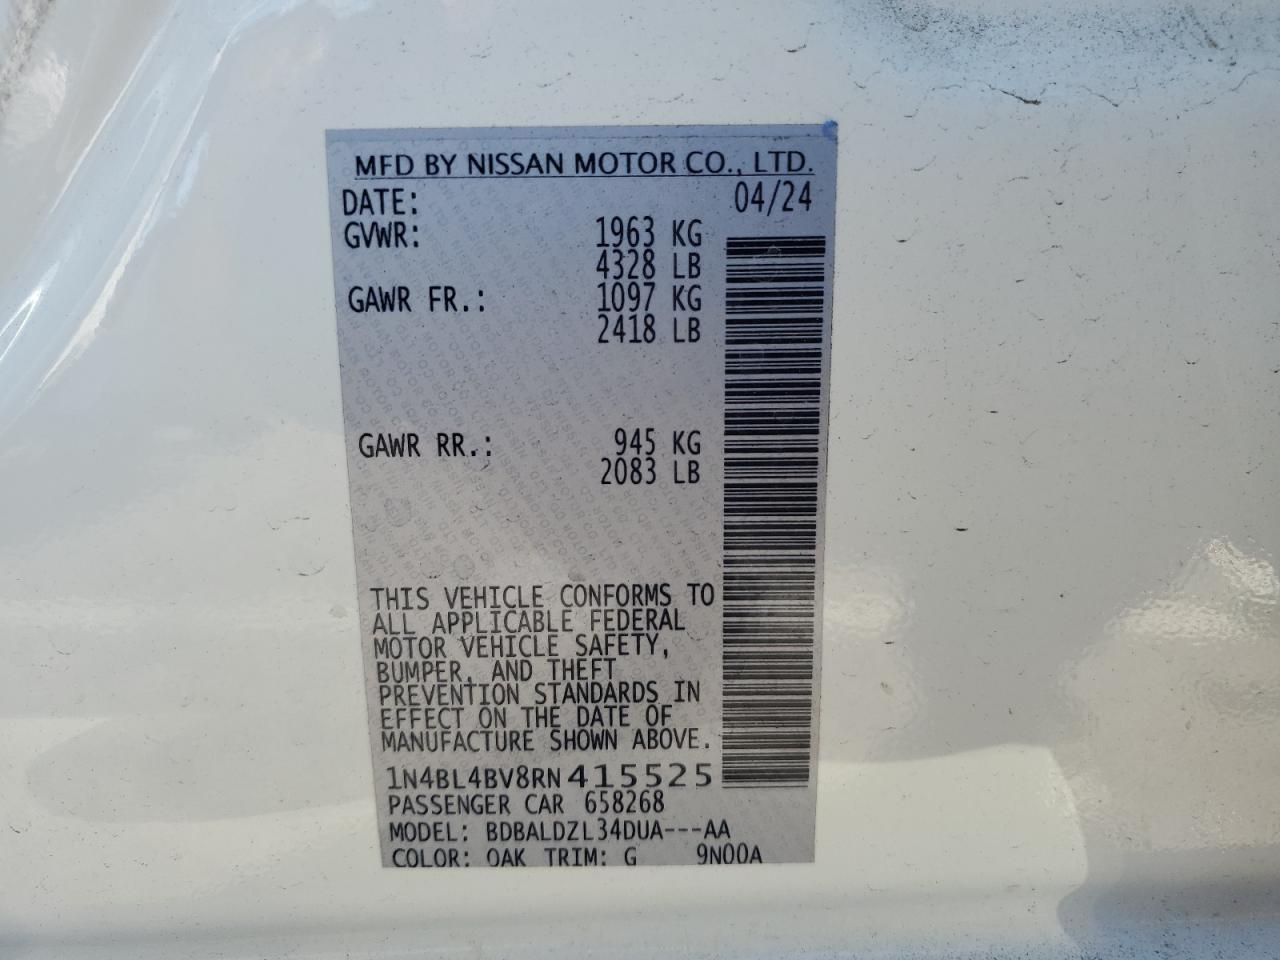 MFD BY NISSAN MOTOR CO., LTD.
DATE: 04/24
GVWR: 1963 KG
4328 LB
GAWR FR.: 1097 KG
2418 LB
GAWR RR.: 945 KG
2083 LB
THIS VEHICLE CONFORMS TO
ALL APPLICABLE FEDERAL
MOTOR VEHICLE SAFETY,
BUMPER, AND THEFT
PREVENTION STANDARDS IN
EFFECT ON THE DATE OF
MANUFACTURE SHOWN ABOVE.
1N4BL4BV8RN415525
PASSENGER CAR 658268
MODEL: BDBALDZL34DUA---AA
COLOR: QAK TRIM: G 9N00A